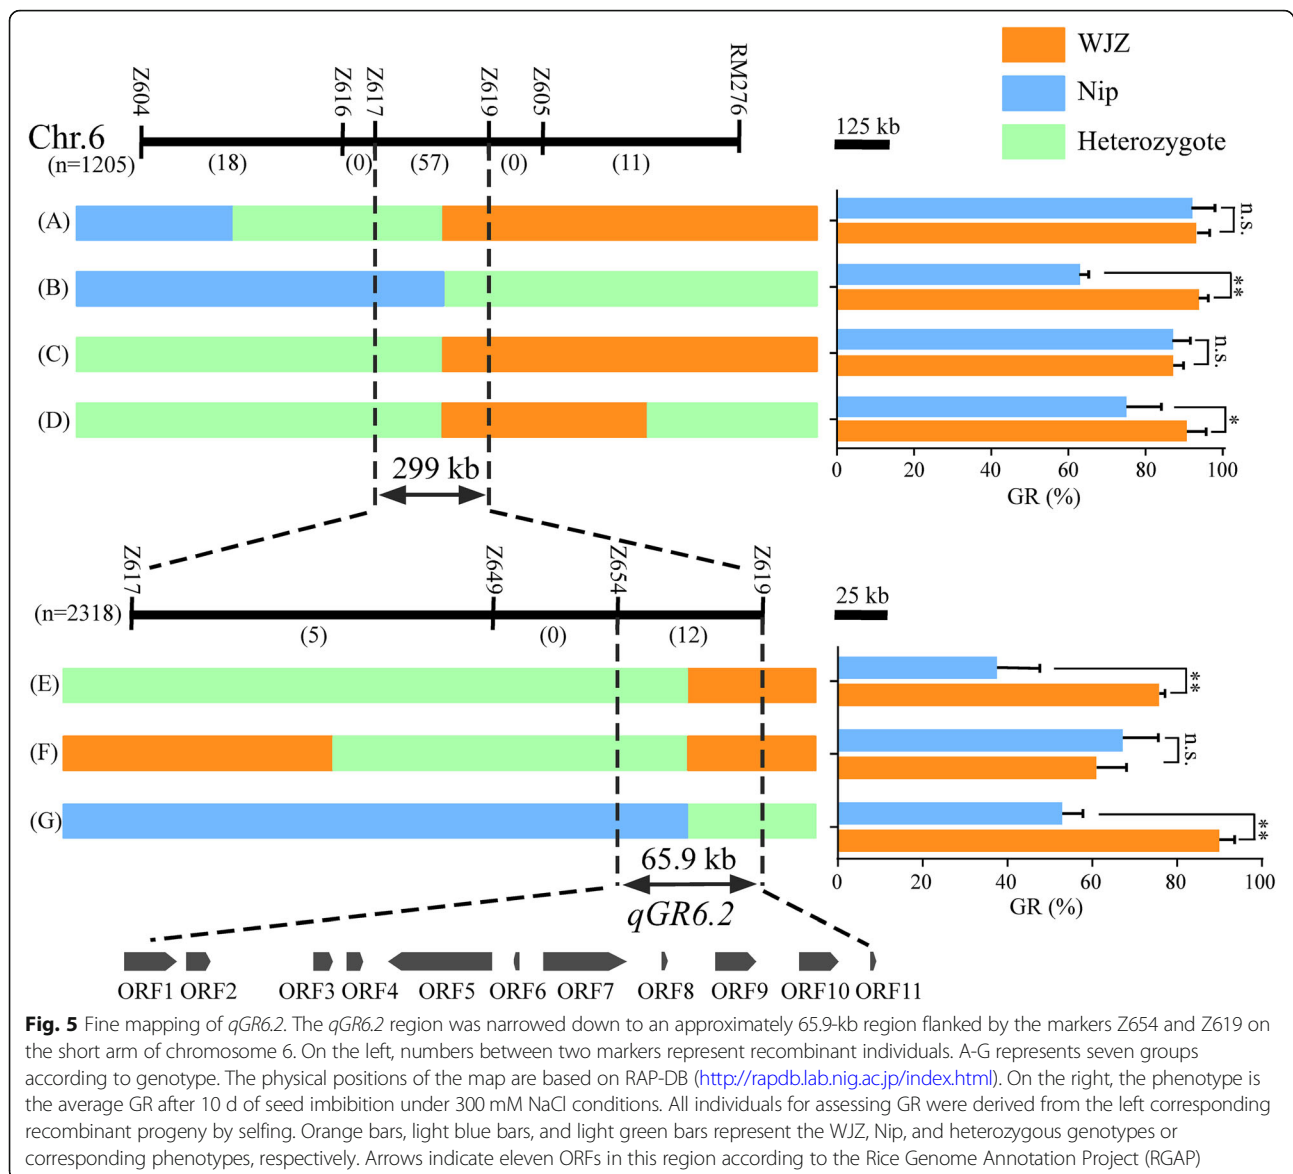 WJZ
Nip
Heterozygote
Z604 Z616 Z617 Z619 Z605 RM276
Chr.6
(n=1205)
(18) (0) (57) (0) (11)
125 kb
(A)
n.s.
(B)
**
(C)
n.s.
(D)
*
0 20 40 60 80 100
GR (%)
299 kb
Z617 Z649 Z654 Z619
(n=2318)
(5) (0) (12)
25 kb
(E)
**
(F)
n.s.
(G)
**
0 20 40 60 80 100
GR (%)
65.9 kb
qGR6.2
ORF1 ORF2 ORF3 ORF4 ORF5 ORF6 ORF7 ORF8 ORF9 ORF10 ORF11
Fig. 5 Fine mapping of qGR6.2. The qGR6.2 region was narrowed down to an approximately 65.9-kb region flanked by the markers Z654 and Z619 on
the short arm of chromosome 6. On the left, numbers between two markers represent recombinant individuals. A-G represents seven groups
according to genotype. The physical positions of the map are based on RAP-DB (http://rapdb.lab.nig.ac.jp/index.html). On the right, the phenotype is
the average GR after 10 d of seed imbibition under 300 mM NaCl conditions. All individuals for assessing GR were derived from the left corresponding
recombinant progeny by selfing. Orange bars, light blue bars, and light green bars represent the WJZ, Nip, and heterozygous genotypes or
corresponding phenotypes, respectively. Arrows indicate eleven ORFs in this region according to the Rice Genome Annotation Project (RGAP)